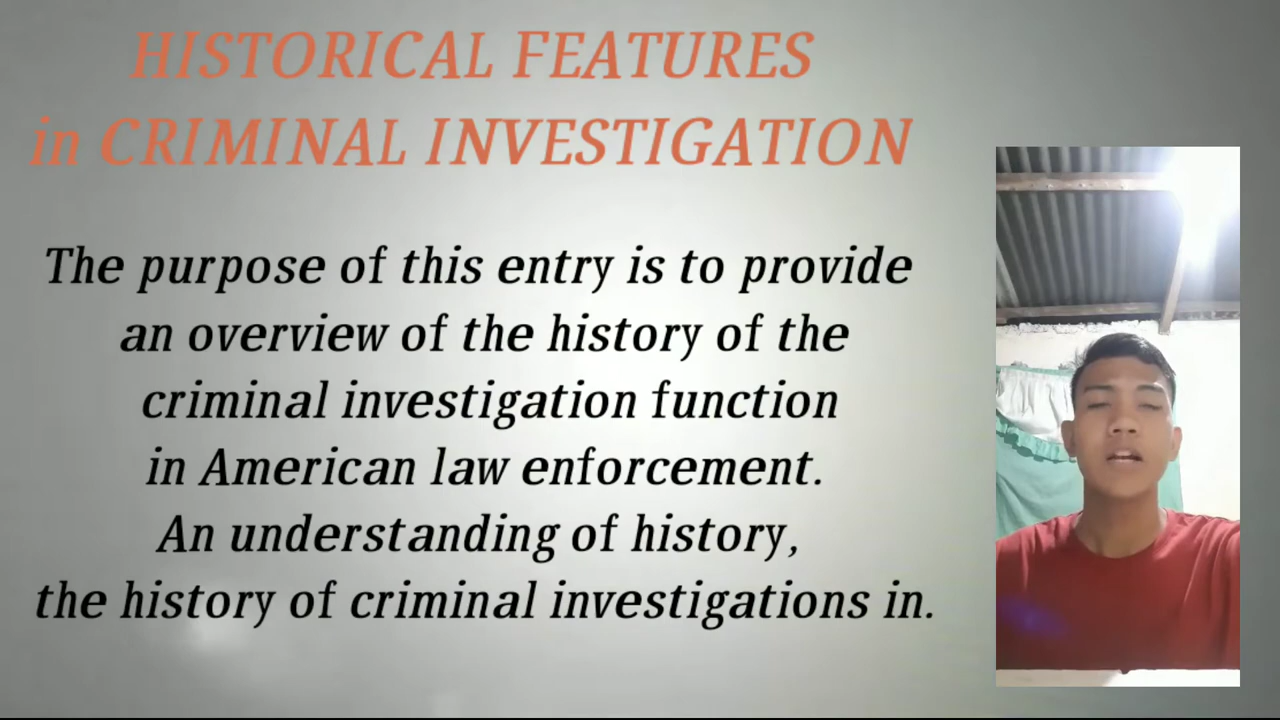 HISTORICAL FEATURES
in CRIMINAL INVESTIGATION
The purpose of this entry is to provide
an overview of the history of the
criminal investigation function
in American law enforcement.
An understanding of history,
the history of criminal investigations in.